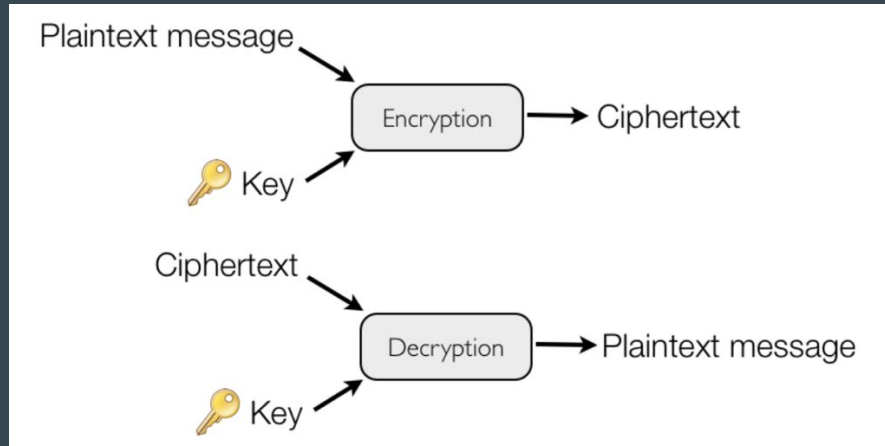 Plaintext message
Encryption
Ciphertext
Key
Ciphertext
Decryption
Plaintext message
Key